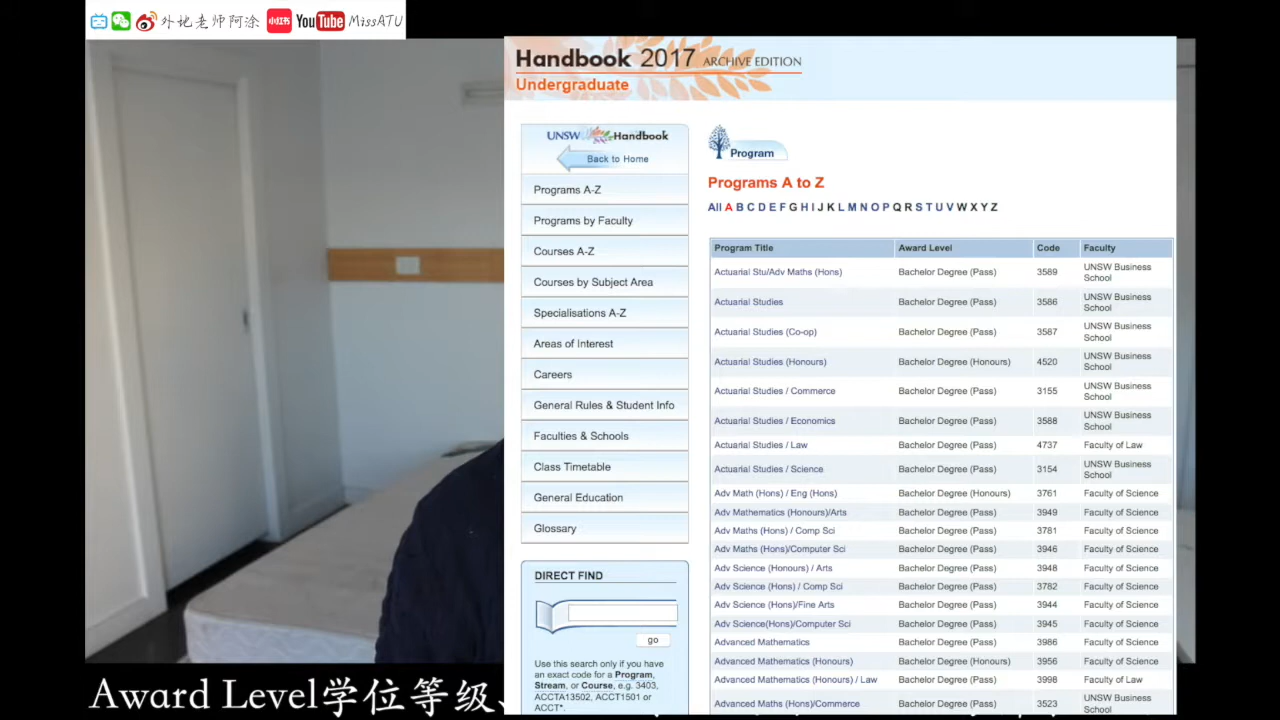 外地老师阿涂 小红书 YouTube MissATU
Handbook 2017 ARCHIVE EDITION
Undergraduate
UNSW Handbook
Back to Home
Programs A-Z
Programs by Faculty
Courses A-Z
Courses by Subject Area
Specialisations A-Z
Areas of Interest
Careers
General Rules & Student Info
Faculties & Schools
Class Timetable
General Education
Glossary
DIRECT FIND
go
Use this search only if you have
an exact code for a Program,
Stream, or Course, e.g. 3403,
ACCTA13502, ACCT1501 or
ACCT*.
Program
Programs A to Z
All A B C D E F G H I J K L M N O P Q R S T U V W X Y Z
Program Title Award Level Code Faculty
Actuarial Stu/Adv Maths (Hons) Bachelor Degree (Pass) 3589 UNSW Business
School
Actuarial Studies Bachelor Degree (Pass) 3586 UNSW Business
School
Actuarial Studies (Co-op) Bachelor Degree (Pass) 3587 UNSW Business
School
Actuarial Studies (Honours) Bachelor Degree (Honours) 4520 UNSW Business
School
Actuarial Studies / Commerce Bachelor Degree (Pass) 3155 UNSW Business
School
Actuarial Studies / Economics Bachelor Degree (Pass) 3588 UNSW Business
School
Actuarial Studies / Law Bachelor Degree (Pass) 4737 Faculty of Law
Actuarial Studies / Science Bachelor Degree (Pass) 3154 UNSW Business
School
Adv Math (Hons) / Eng (Hons) Bachelor Degree (Honours) 3761 Faculty of Science
Adv Mathematics (Honours)/Arts Bachelor Degree (Pass) 3949 Faculty of Science
Adv Maths (Hons) / Comp Sci Bachelor Degree (Pass) 3781 Faculty of Science
Adv Maths (Hons)/Computer Sci Bachelor Degree (Pass) 3946 Faculty of Science
Adv Science (Honours) / Arts Bachelor Degree (Pass) 3948 Faculty of Science
Adv Science (Hons) / Comp Sci Bachelor Degree (Pass) 3782 Faculty of Science
Adv Science (Hons)/Fine Arts Bachelor Degree (Pass) 3944 Faculty of Science
Adv Science(Hons)/Computer Sci Bachelor Degree (Pass) 3945 Faculty of Science
Advanced Mathematics Bachelor Degree (Pass) 3986 Faculty of Science
Advanced Mathematics (Honours) Bachelor Degree (Honours) 3956 Faculty of Science
Advanced Mathematics (Honours) / Law Bachelor Degree (Pass) 3998 Faculty of Law
Advanced Maths (Hons)/Commerce Bachelor Degree (Pass) 3523 UNSW Business
School
Award Level学位等级、